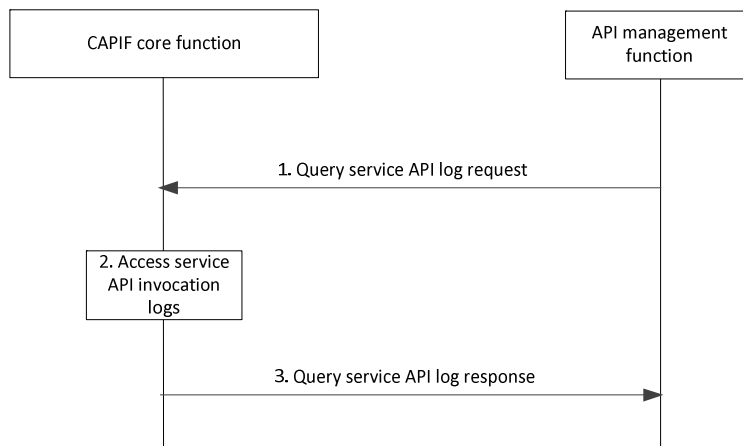 CAPIF core function
API management
function
1. Query service API log request
2. Access service
API invocation
logs
3. Query service API log response